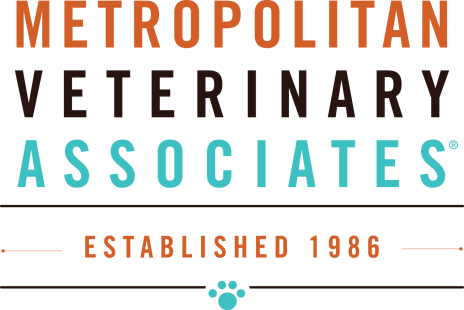 METROPOLITAN
VETERINARY
ASSOCIATES®
ESTABLISHED 1986